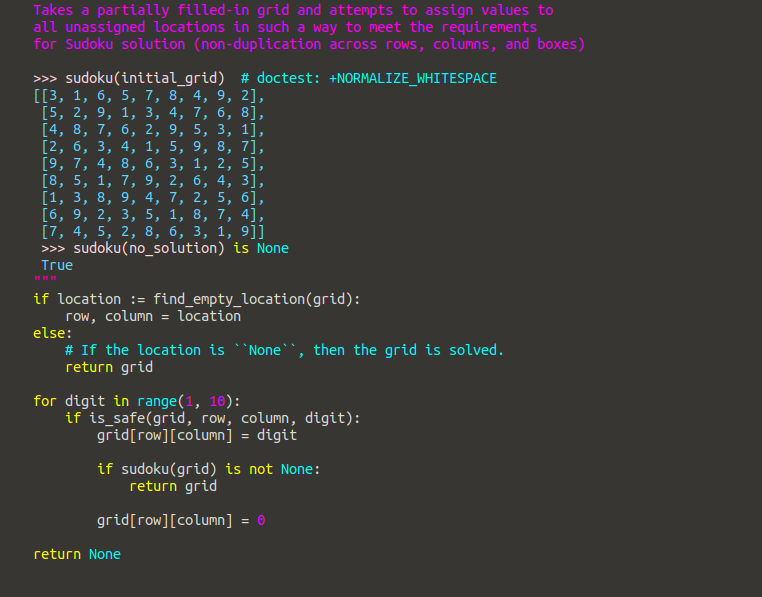 Takes a partially filled-in grid and attempts to assign values to
all unassigned locations in such a way to meet the requirements
for Sudoku solution (non-duplication across rows, columns, and boxes)

>>> sudoku(initial_grid)  # doctest: +NORMALIZE_WHITESPACE
[[3, 1, 6, 5, 7, 8, 4, 9, 2],
 [5, 2, 9, 1, 3, 4, 7, 6, 8],
 [4, 8, 7, 6, 2, 9, 5, 3, 1],
 [2, 6, 3, 4, 1, 5, 9, 8, 7],
 [9, 7, 4, 8, 6, 3, 1, 2, 5],
 [8, 5, 1, 7, 9, 2, 6, 4, 3],
 [1, 3, 8, 9, 4, 7, 2, 5, 6],
 [6, 9, 2, 3, 5, 1, 8, 7, 4],
 [7, 4, 5, 2, 8, 6, 3, 1, 9]]
 >>> sudoku(no_solution) is None
 True
"""
if location := find_empty_location(grid):
    row, column = location
else:
    # If the location is ``None``, then the grid is solved.
    return grid

for digit in range(1, 10):
    if is_safe(grid, row, column, digit):
        grid[row][column] = digit

        if sudoku(grid) is not None:
            return grid

        grid[row][column] = 0

return None